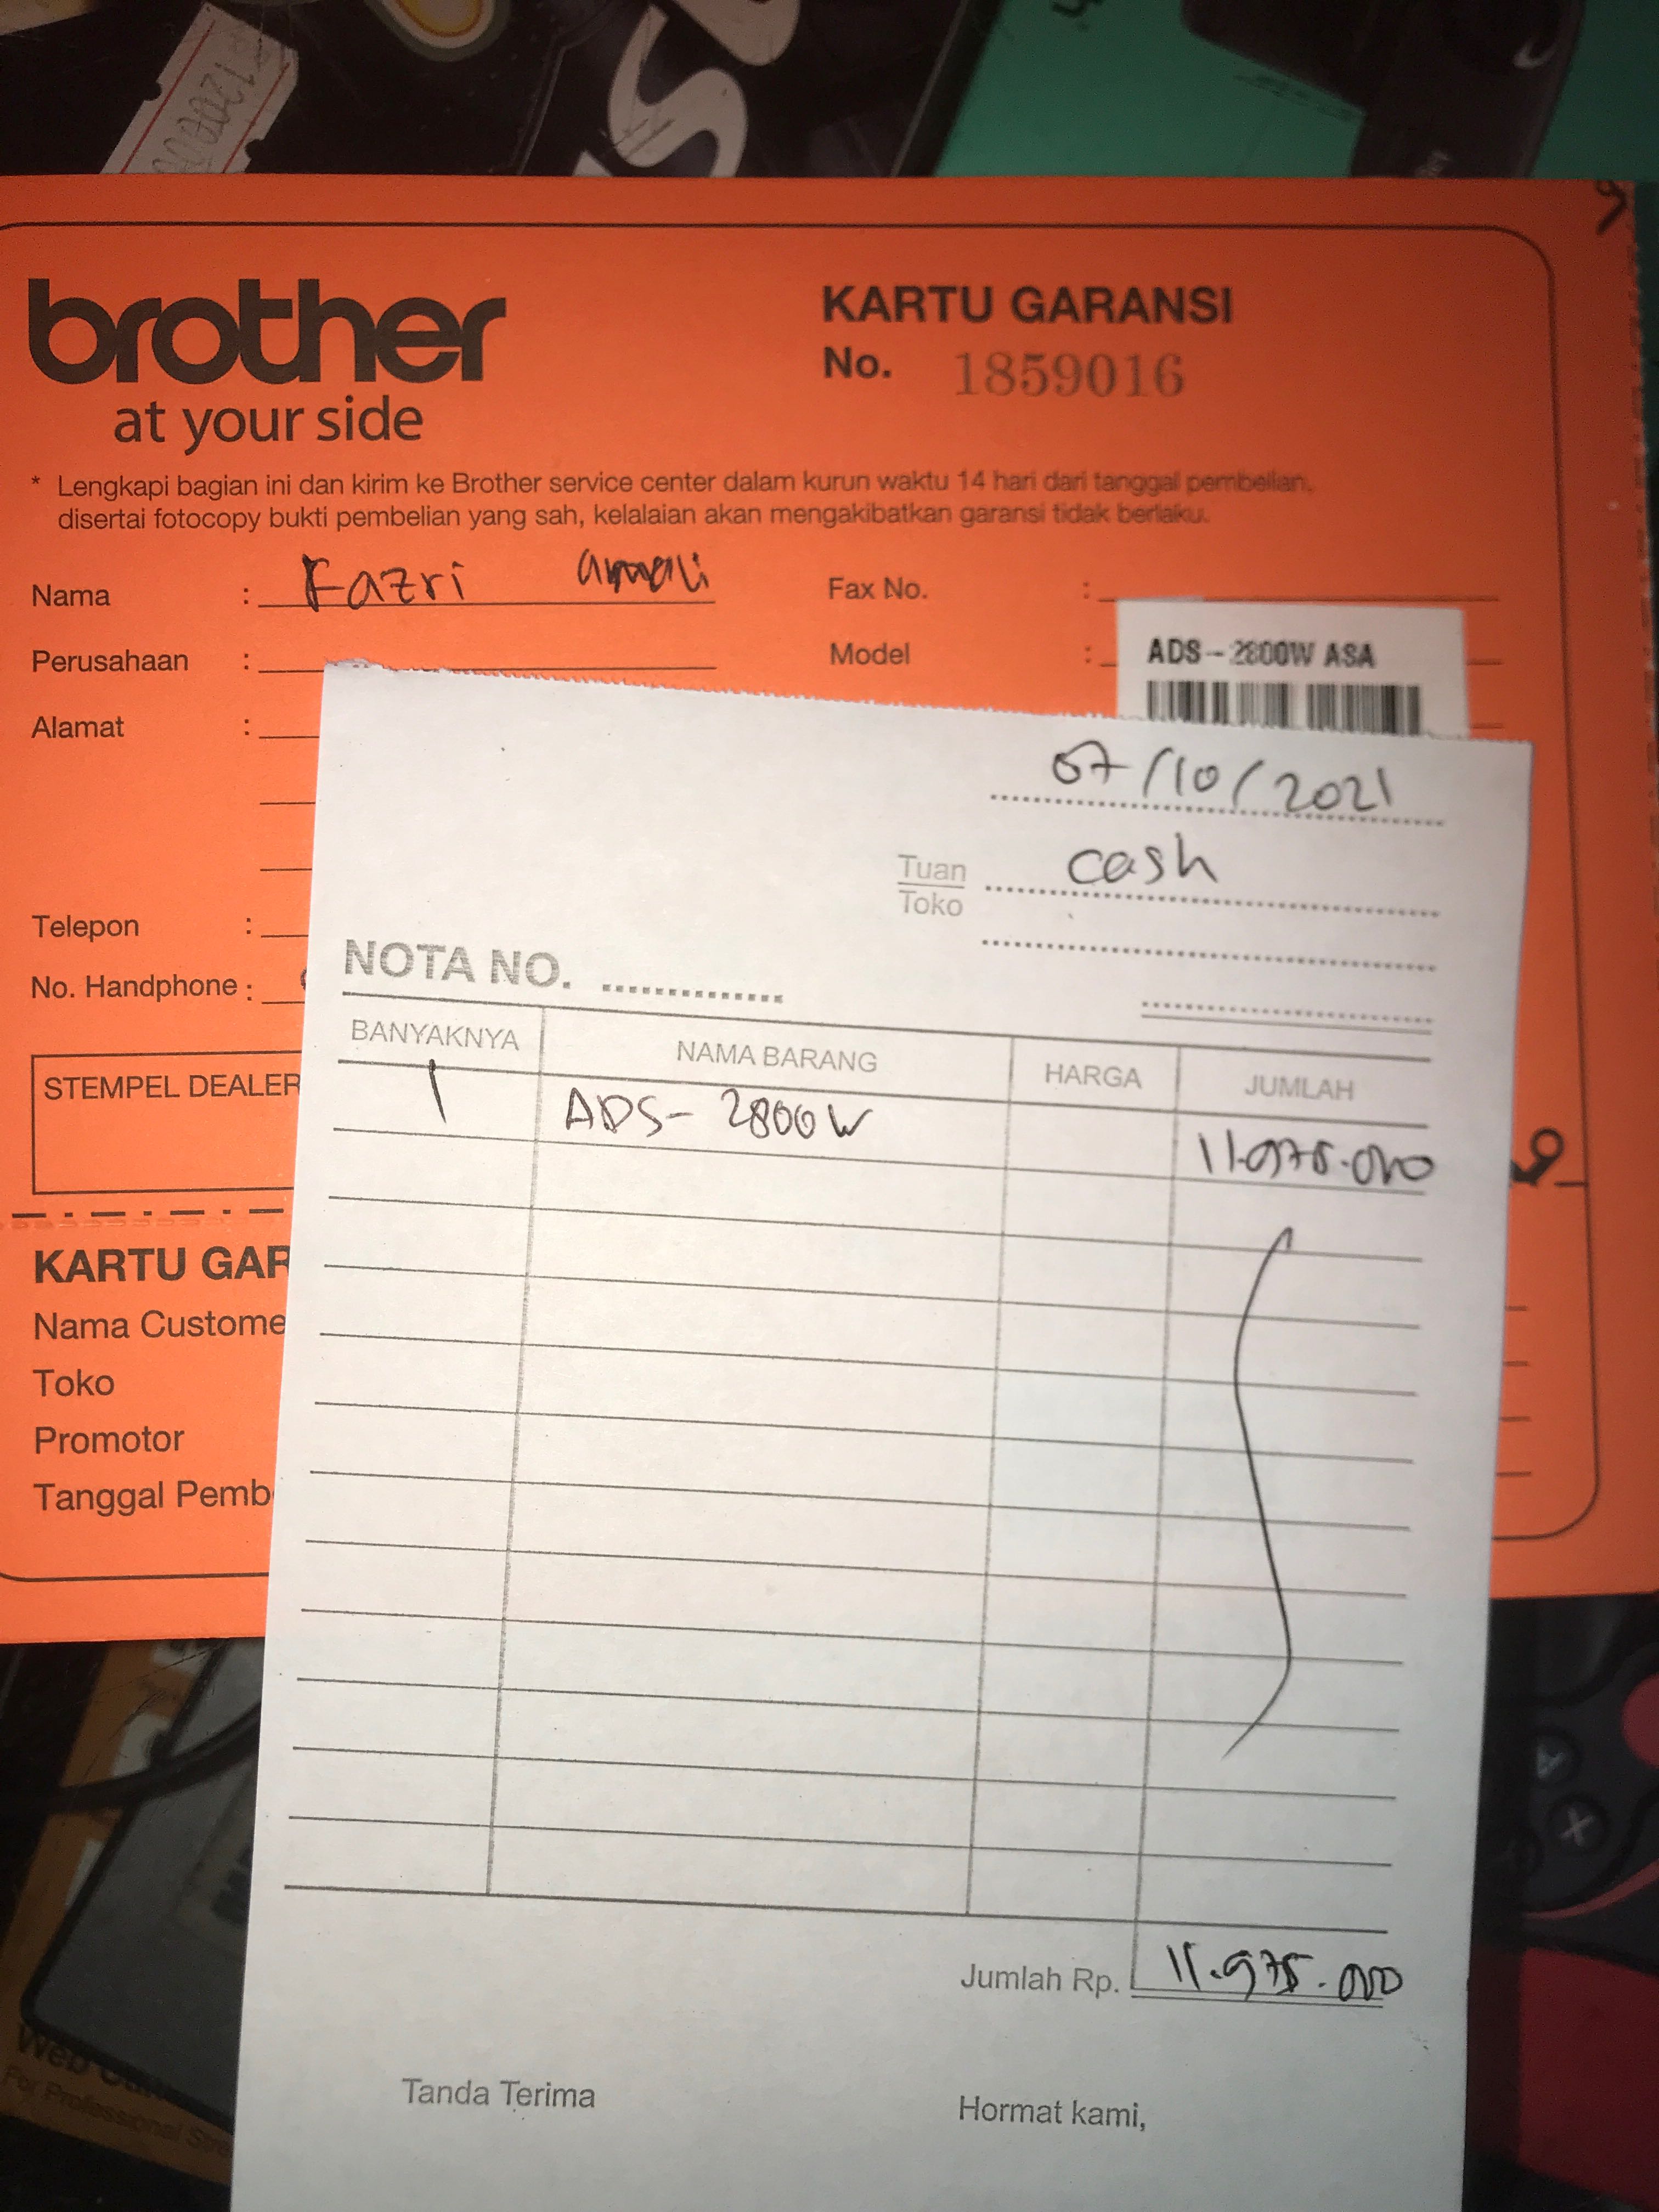 brother
at your side
KARTU GARANSI
No. 1859016
* Lengkapi bagian ini dan kirim ke Brother service center dalam kurun waktu 14 hari dari tanggal pembelian,
disertai fotocopy bukti pembelian yang sah, kelalaian akan mengakibatkan garansi tidak berlaku.
Nama : Fazri amali
Fax No. :
Perusahaan :
Model : ADS-2800W ASA
Alamat :
Telepon :
No. Handphone :
STEMPEL DEALER
KARTU GAR
Nama Custome
Toko
Promotor
Tanggal Pemb
07/10/2021
Tuan
Toko
cash
NOTA NO.
BANYAKNYA NAMA BARANG HARGA JUMLAH
1 ADS-2800W 11.975.000
Jumlah Rp. 11.975.000
Tanda Terima
Hormat kami,